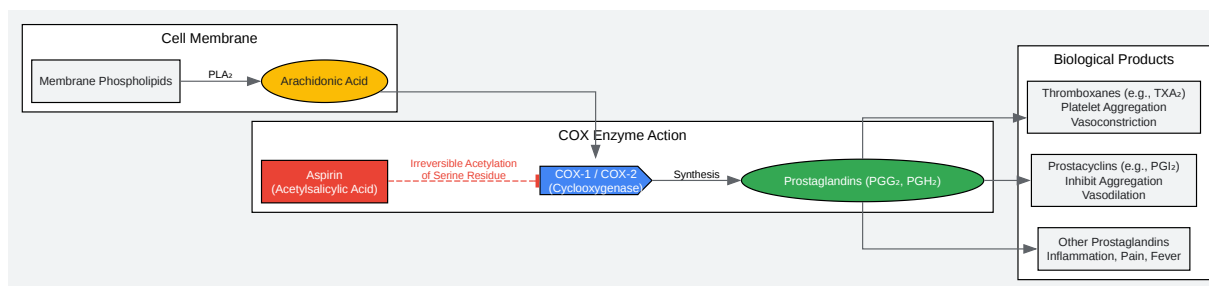 Cell Membrane
Membrane Phospholipids
PLA₂
Arachidonic Acid
COX Enzyme Action
Aspirin
(Acetylsalicylic Acid)
Irreversible Acetylation
of Serine Residue
COX-1 / COX-2
(Cyclooxygenase)
Synthesis
Prostaglandins (PGG₂, PGH₂)
Biological Products
Thromboxanes (e.g., TXA₂)
Platelet Aggregation
Vasoconstriction
Prostacyclins (e.g., PGI₂)
Inhibit Aggregation
Vasodilation
Other Prostaglandins
Inflammation, Pain, Fever